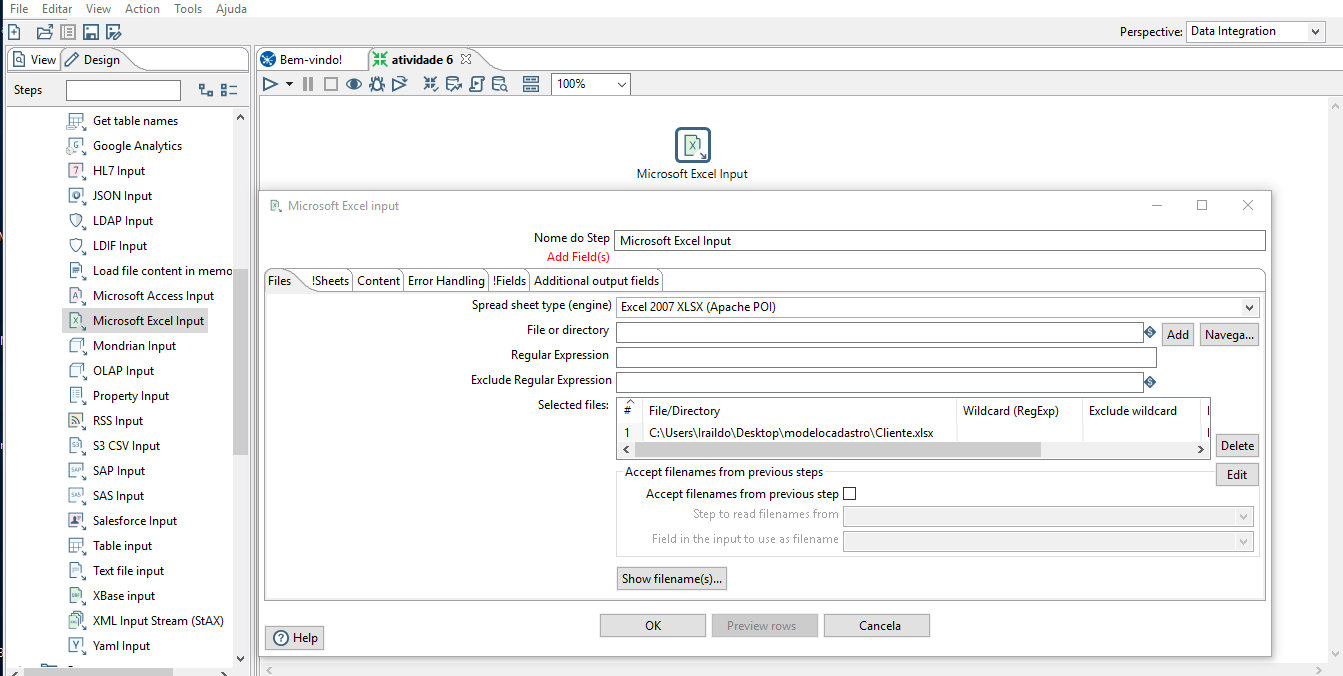 File Editar View Action Tools Ajuda
Perspective: Data Integration
View Design Bem-vindo! atividade 6
Steps 100%
Get table names
Google Analytics
HL7 Input
JSON Input
LDAP Input
LDIF Input
Load file content in memo
Microsoft Access Input
Microsoft Excel Input
Mondrian Input
OLAP Input
Property Input
RSS Input
S3 CSV Input
SAP Input
SAS Input
Salesforce Input
Table input
Text file input
XBase input
XML Input Stream (StAX)
Yaml Input
Microsoft Excel Input
Microsoft Excel input
Nome do Step Microsoft Excel Input
Add Field(s)
Files !Sheets Content Error Handling !Fields Additional output fields
Spread sheet type (engine) Excel 2007 XLSX (Apache POI)
File or directory Add Navega...
Regular Expression
Exclude Regular Expression
Selected files: # File/Directory Wildcard (RegExp) Exclude wildcard
1 C:\Users\Iraildo\Desktop\modelocadastro\Cliente.xlsx
Delete
Edit
Accept filenames from previous steps
Accept filenames from previous step
Step to read filenames from
Field in the input to use as filename
Show filename(s)...
OK Preview rows Cancela
Help